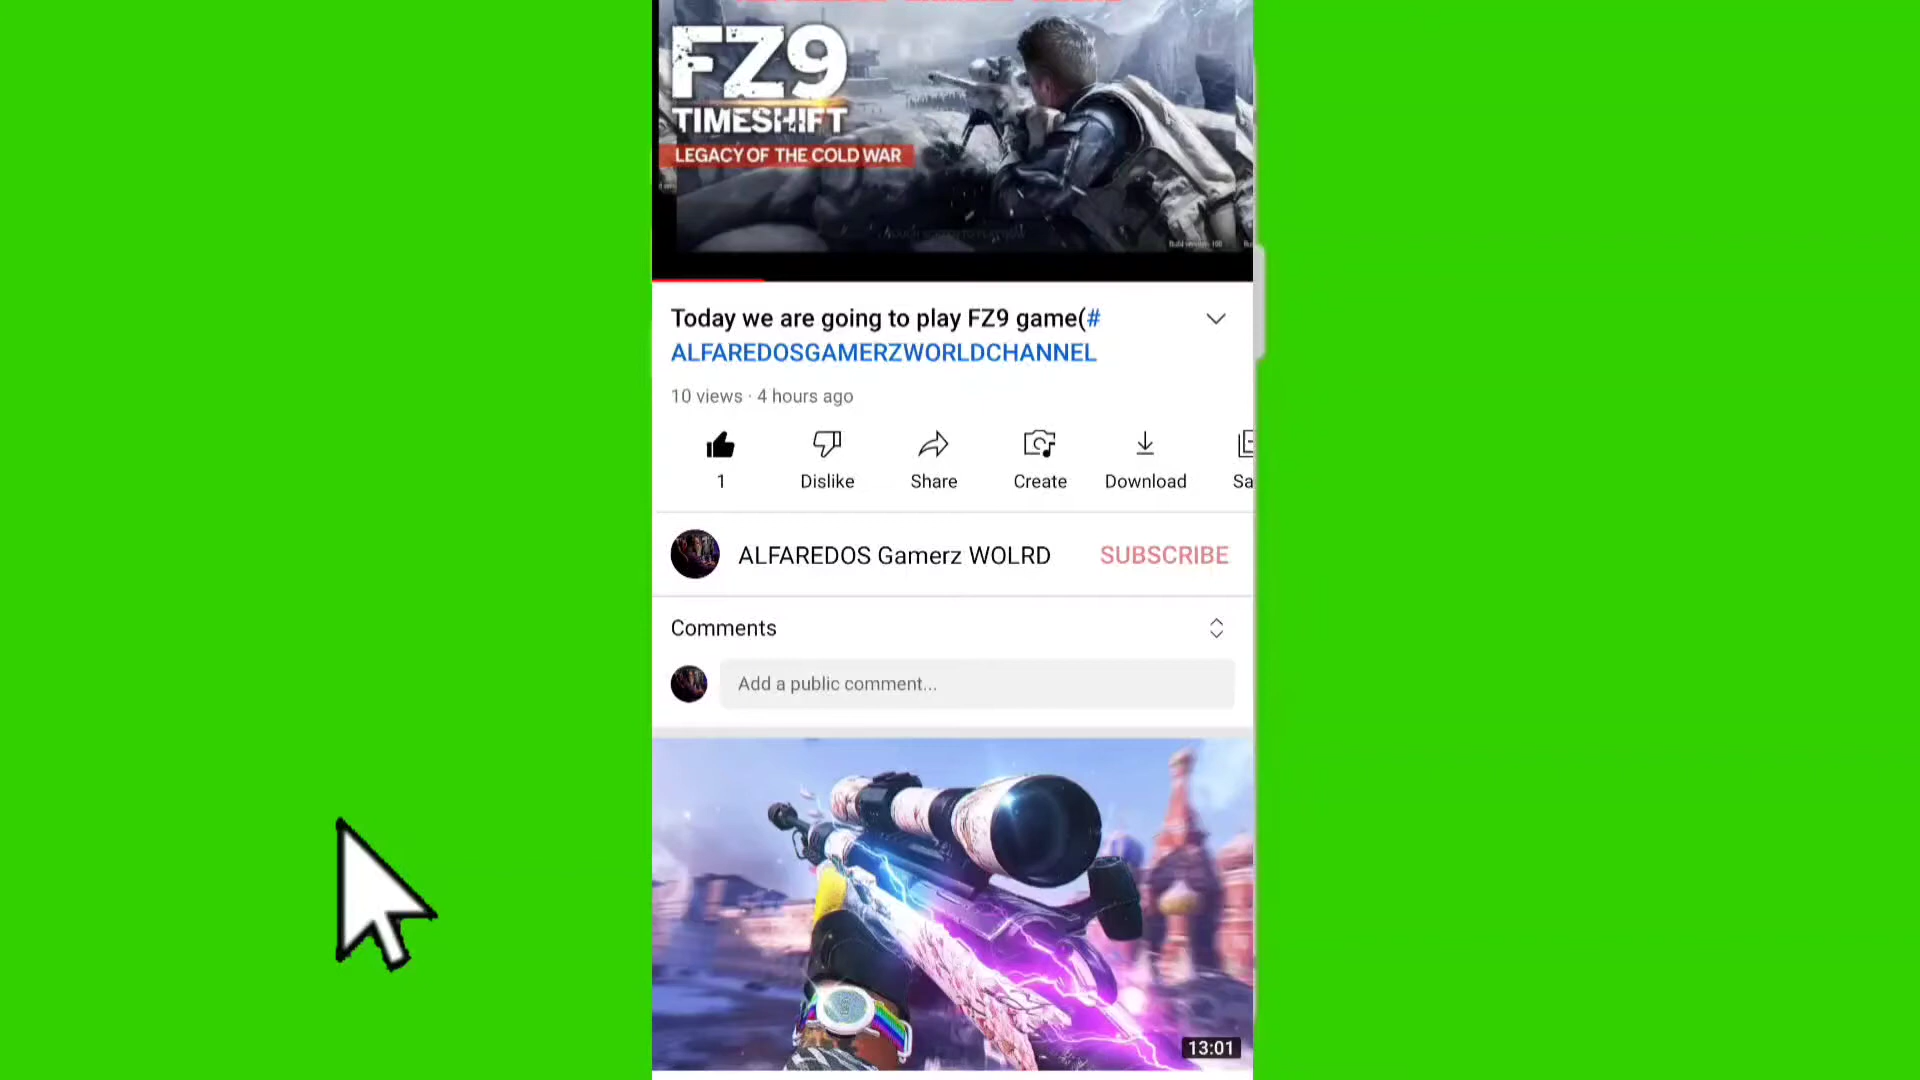 FZ9
TIMESHIFT
LEGACY OF THE COLD WAR
Today we are going to play FZ9 game(#
ALFAREDOSGAMERZWORLDCHANNEL
10 views · 4 hours ago
1
Dislike
Share
Create
Download
Sa
ALFAREDOS Gamerz WOLRD
SUBSCRIBE
Comments
Add a public comment...
13:01